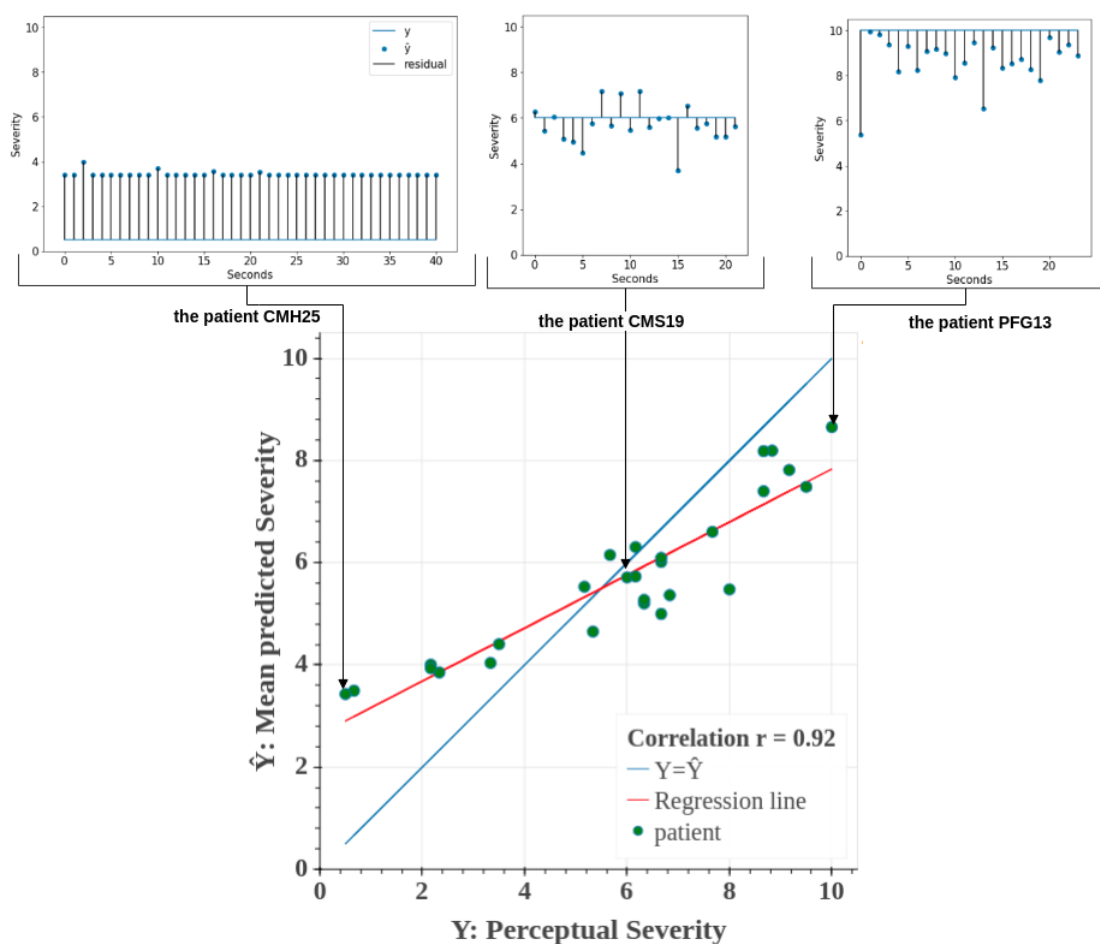 10
8
6
4
2
0
Severity
0 5 10 15 20 25 30 35 40
Seconds
y
ŷ
residual
10
8
6
4
2
0
Severity
0 5 10 15 20
Seconds
10
8
6
4
2
0
Severity
0 5 10 15 20
Seconds
the patient CMH25
the patient CMS19
the patient PFG13
10
8
6
4
2
0
Ŷ: Mean predicted Severity
0 2 4 6 8 10
Y: Perceptual Severity
Correlation r = 0.92
Y=Ŷ
Regression line
patient